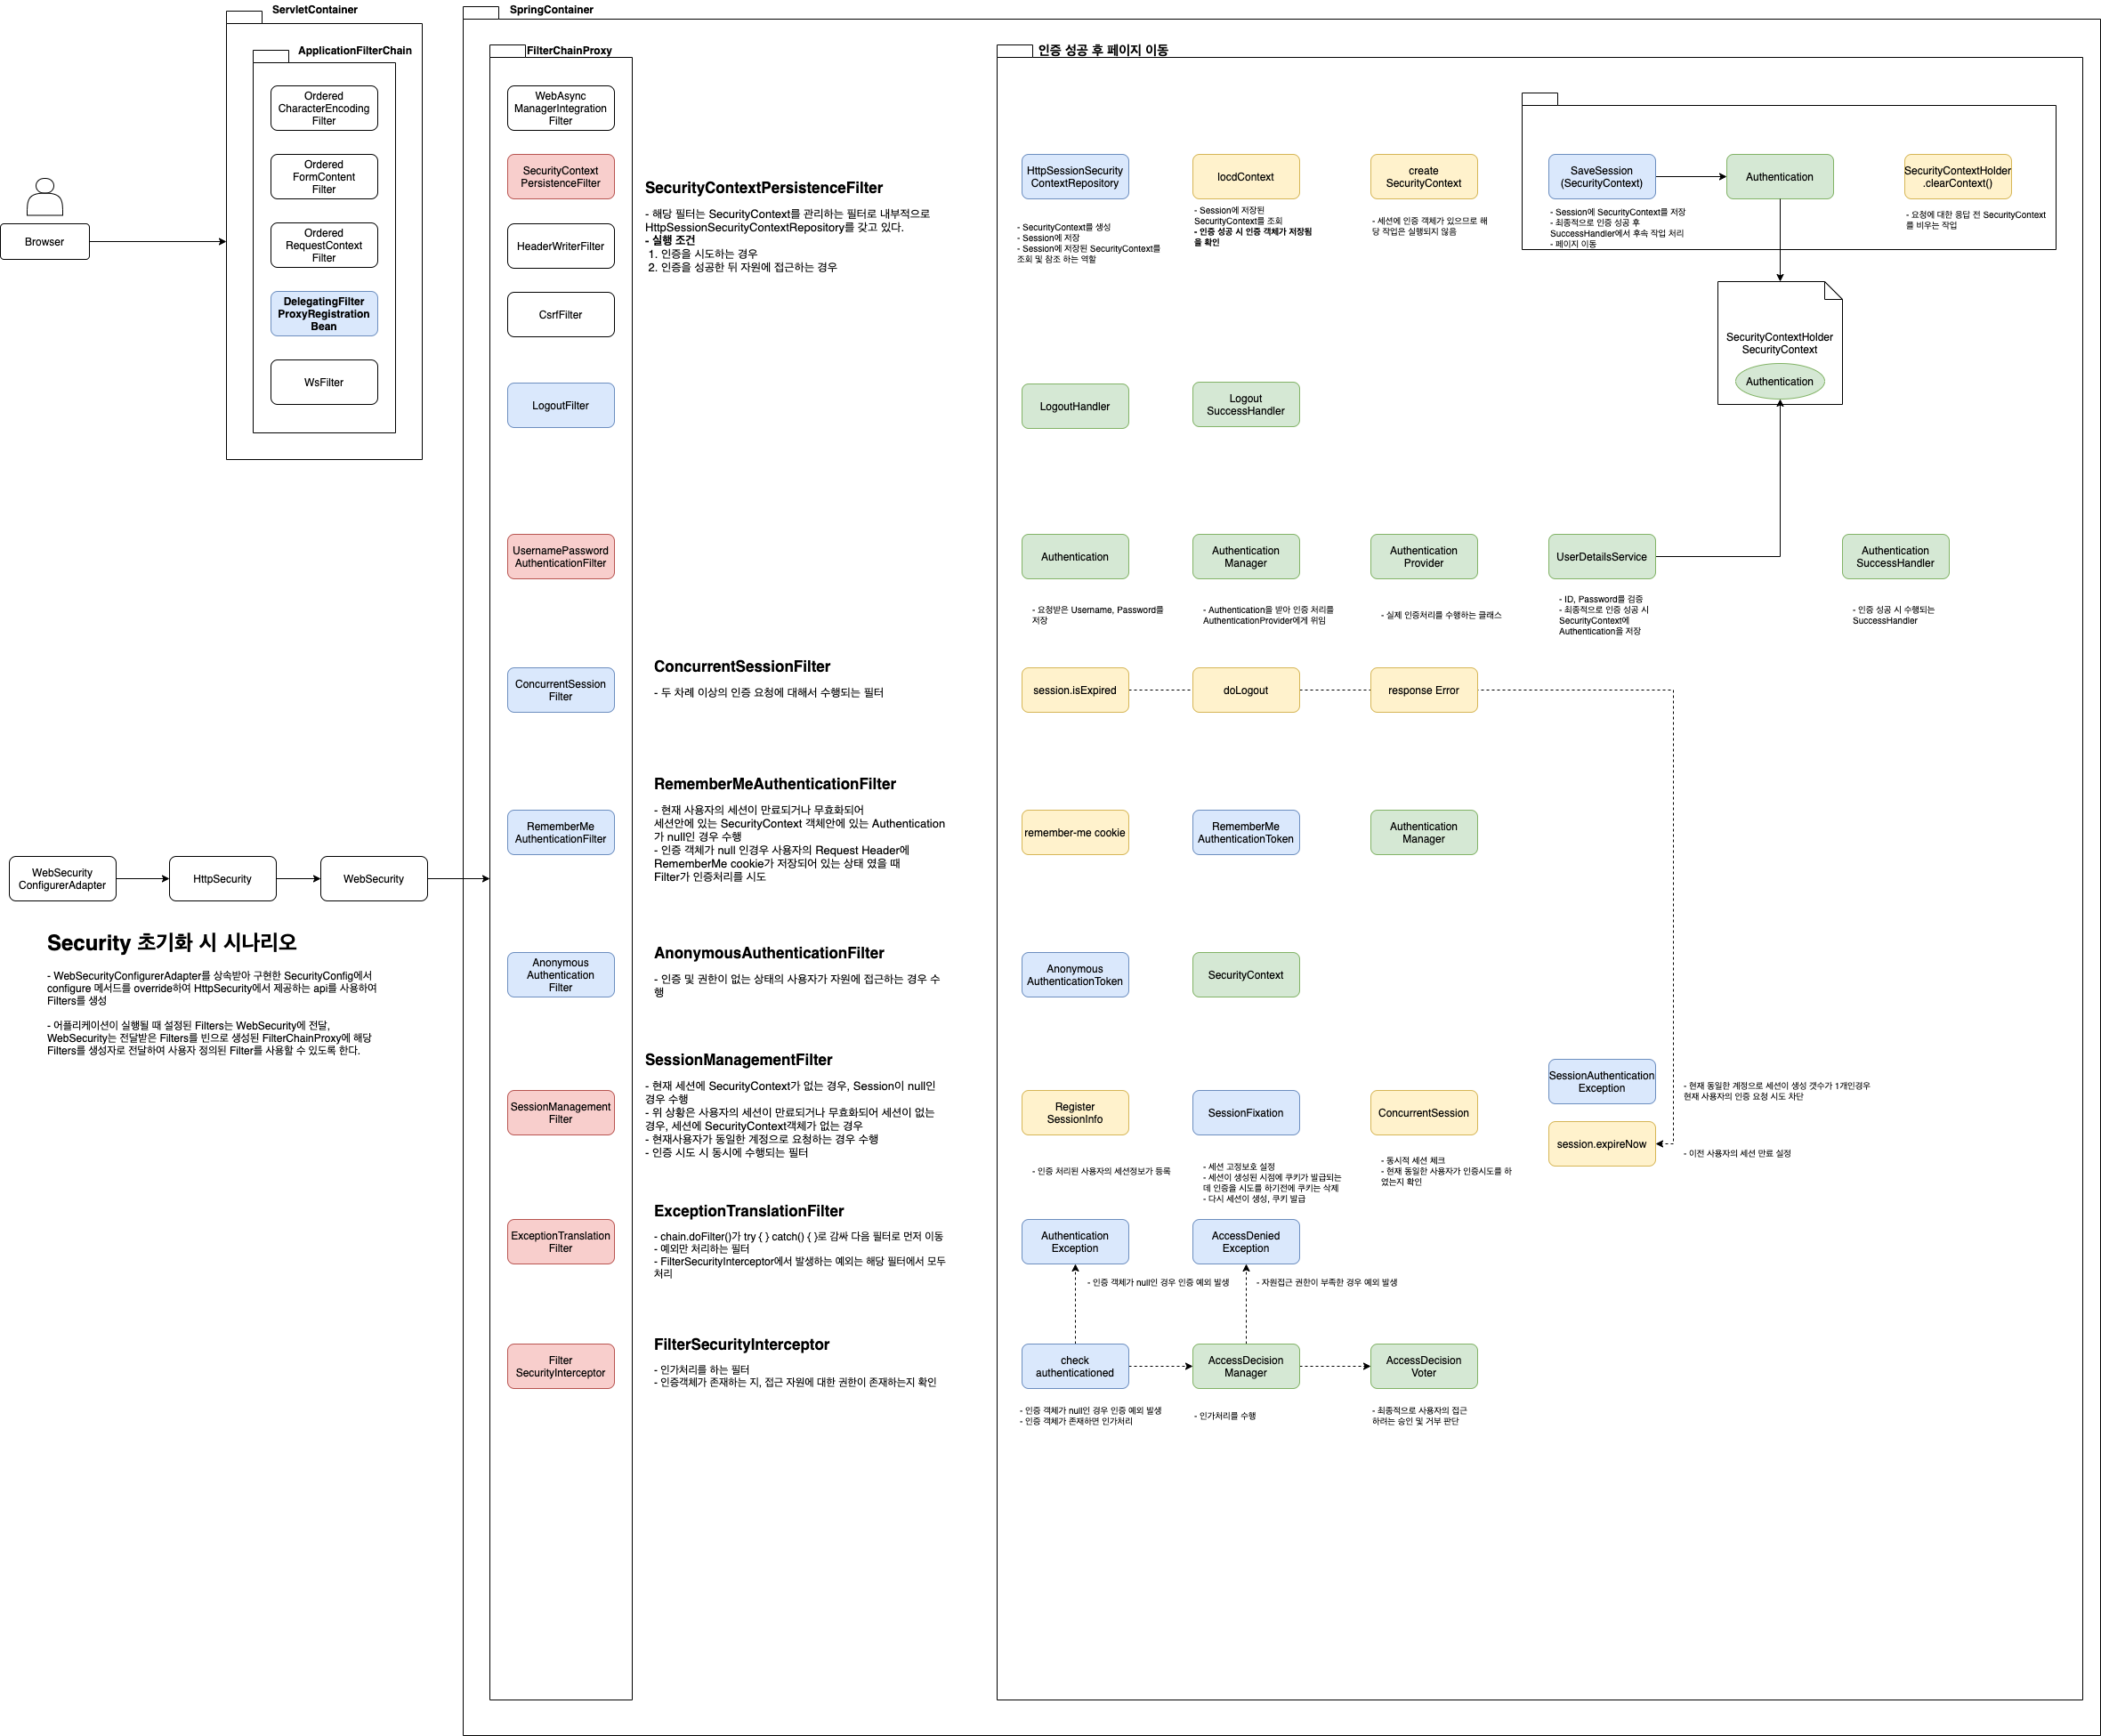 ServletContainer
ApplicationFilterChain
Ordered
CharacterEncoding
Filter
Ordered
FormContent
Filter
Ordered
RequestContext
Filter
DelegatingFilter
ProxyRegistration
Bean
WsFilter
Browser
WebSecurity
ConfigurerAdapter
HttpSecurity
WebSecurity
Security 초기화 시 시나리오
- WebSecurityConfigurerAdapter를 상속받아 구현한 SecurityConfig에서
configure 메서드를 override하여 HttpSecurity에서 제공하는 api를 사용하여
Filters를 생성
- 어플리케이션이 실행될 때 설정된 Filters는 WebSecurity에 전달,
WebSecurity는 전달받은 Filters를 빈으로 생성된 FilterChainProxy에 해당
Filters를 생성자로 전달하여 사용자 정의된 Filter를 사용할 수 있도록 한다.
SpringContainer
FilterChainProxy
WebAsync
ManagerIntegration
Filter
SecurityContext
PersistenceFilter
HeaderWriterFilter
CsrfFilter
LogoutFilter
UsernamePassword
AuthenticationFilter
ConcurrentSession
Filter
RememberMe
AuthenticationFilter
Anonymous
Authentication
Filter
SessionManagement
Filter
ExceptionTranslation
Filter
Filter
SecurityInterceptor
SecurityContextPersistenceFilter
- 해당 필터는 SecurityContext를 관리하는 필터로 내부적으로
HttpSessionSecurityContextRepository를 갖고 있다.
- 실행 조건
1. 인증을 시도하는 경우
2. 인증을 성공한 뒤 자원에 접근하는 경우
ConcurrentSessionFilter
- 두 차례 이상의 인증 요청에 대해서 수행되는 필터
RememberMeAuthenticationFilter
- 현재 사용자의 세션이 만료되거나 무효화되어
세션안에 있는 SecurityContext 객체안에 있는 Authentication
가 null인 경우 수행
- 인증 객체가 null 인경우 사용자의 Request Header에
RememberMe cookie가 저장되어 있는 상태 였을 때
Filter가 인증처리를 시도
AnonymousAuthenticationFilter
- 인증 및 권한이 없는 상태의 사용자가 자원에 접근하는 경우 수
행
SessionManagementFilter
- 현재 세션에 SecurityContext가 없는 경우, Session이 null인
경우 수행
- 위 상황은 사용자의 세션이 만료되거나 무효화되어 세션이 없는
경우, 세션에 SecurityContext객체가 없는 경우
- 현재사용자가 동일한 계정으로 요청하는 경우 수행
- 인증 시도 시 동시에 수행되는 필터
ExceptionTranslationFilter
- chain.doFilter()가 try { } catch() { }로 감싸 다음 필터로 먼저 이동
- 예외만 처리하는 필터
- FilterSecurityInterceptor에서 발생하는 예외는 해당 필터에서 모두
처리
FilterSecurityInterceptor
- 인가처리를 하는 필터
- 인증객체가 존재하는 지, 접근 자원에 대한 권한이 존재하는지 확인
인증 성공 후 페이지 이동
HttpSessionSecurity
ContextRepository
- SecurityContext를 생성
- Session에 저장
- Session에 저장된 SecurityContext를
조회 및 참조 하는 역할
locdContext
- Session에 저장된
SecurityContext를 조회
- 인증 성공 시 인증 객체가 저장됨
을 확인
create
SecurityContext
- 세션에 인증 객체가 있으므로 해
당 작업은 실행되지 않음
SaveSession
(SecurityContext)
- Session에 SecurityContext를 저장
- 최종적으로 인증 성공 후
SuccessHandler에서 후속 작업 처리
- 페이지 이동
Authentication
SecurityContextHolder
.clearContext()
- 요청에 대한 응답 전 SecurityContext
를 비우는 작업
SecurityContextHolder
SecurityContext
Authentication
LogoutHandler
Logout
SuccessHandler
Authentication
- 요청받은 Username, Password를
저장
Authentication
Manager
- Authentication을 받아 인증 처리를
AuthenticationProvider에게 위임
Authentication
Provider
- 실제 인증처리를 수행하는 클래스
UserDetailsService
- ID, Password를 검증
- 최종적으로 인증 성공 시
SecurityContext에
Authentication을 저장
Authentication
SuccessHandler
- 인증 성공 시 수행되는
SuccessHandler
session.isExpired
doLogout
response Error
remember-me cookie
RememberMe
AuthenticationToken
Authentication
Manager
Anonymous
AuthenticationToken
SecurityContext
Register
SessionInfo
- 인증 처리된 사용자의 세션정보가 등록
SessionFixation
- 세션 고정보호 설정
- 세션이 생성된 시점에 쿠키가 발급되는
데 인증을 시도를 하기전에 쿠키는 삭제
- 다시 세션이 생성, 쿠키 발급
ConcurrentSession
- 동시적 세션 체크
- 현재 동일한 사용자가 인증시도를 하
었는지 확인
SessionAuthentication
Exception
- 현재 동일한 계정으로 세션이 생성 갯수가 1개인경우
현재 사용자의 인증 요청 시도 차단
session.expireNow
- 이전 사용자의 세션 만료 설정
Authentication
Exception
- 인증 객체가 null인 경우 인증 예외 발생
AccessDenied
Exception
- 자원접근 권한이 부족한 경우 예외 발생
check
authenticationed
- 인증 객체가 null인 경우 인증 예외 발생
- 인증 객체가 존재하면 인가처리
AccessDecision
Manager
- 인가처리를 수행
AccessDecision
Voter
- 최종적으로 사용자의 접근
하려는 승인 및 거부 판단